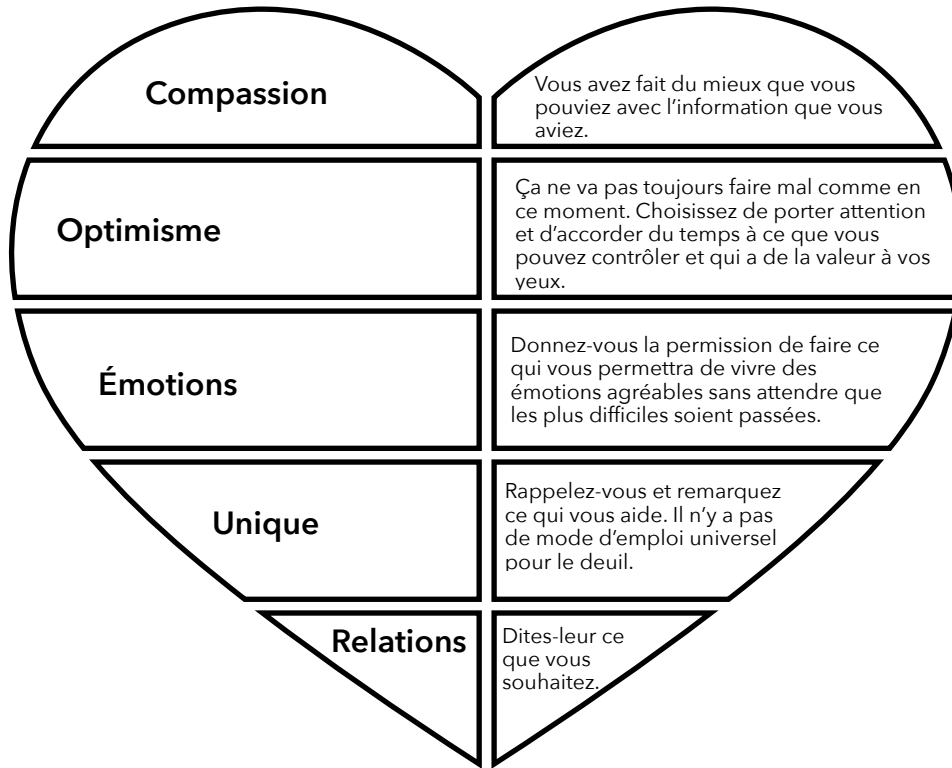 Compassion
Vous avez fait du mieux que vous
pouviez avec l’information que vous
aviez.
Optimisme
Ça ne va pas toujours faire mal comme en
ce moment. Choisissez de porter attention
et d’accorder du temps à ce que vous
pouvez contrôler et qui a de la valeur à vos
yeux.
Émotions
Donnez-vous la permission de faire ce
qui vous permettra de vivre des
émotions agréables sans attendre que
les plus difficiles soient passées.
Unique
Rappelez-vous et remarquez
ce qui vous aide. Il n’y a pas
de mode d’emploi universel
pour le deuil.
Relations
Dites-leur ce
que vous
souhaitez.